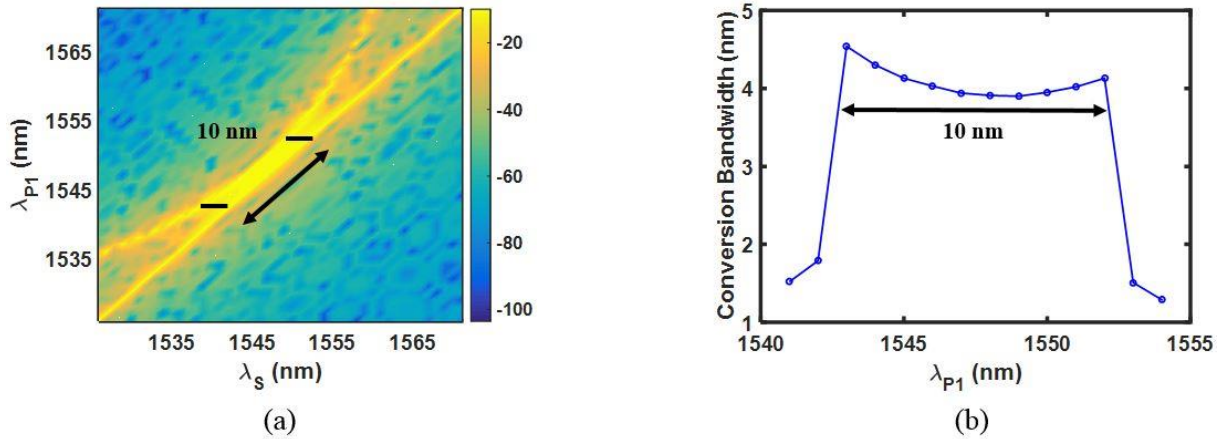 1565
1555
1545
1535
λP1 (nm)
10 nm
1535 1545 1555 1565
λS (nm)
-20
-40
-60
-80
-100
(a)
5
4
3
2
1
Conversion Bandwidth (nm)
10 nm
1540 1545 1550 1555
λP1 (nm)
(b)